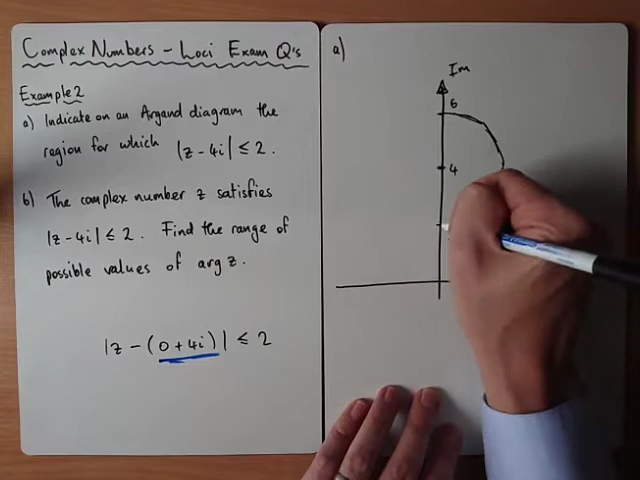 Complex Numbers - Loci Exam Q's
Example 2
a) Indicate on an Argand diagram the
region for which |z - 4i| ≤ 2.
b) The complex number z satisfies
|z - 4i| ≤ 2. Find the range of
possible values of arg z.
|z - (0 + 4i)| ≤ 2
a)
Im
6
4